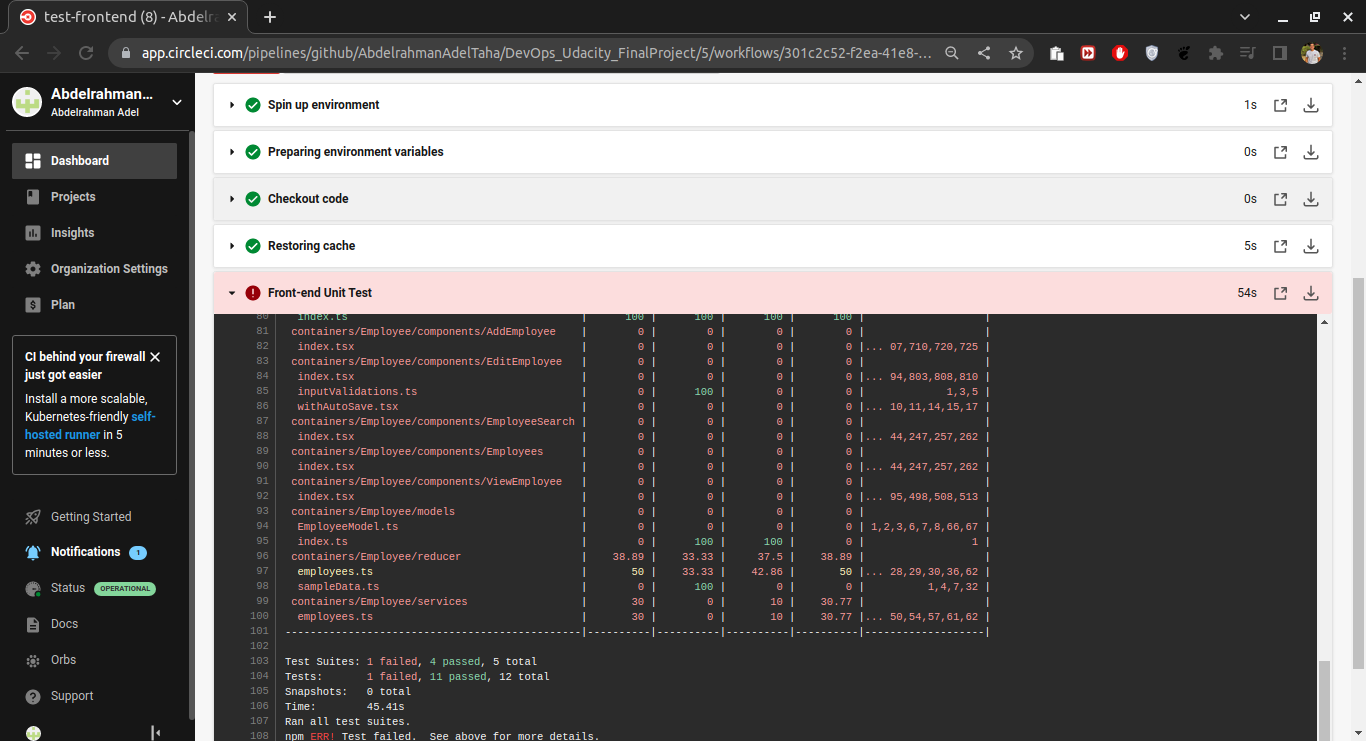 test-frontend (8) - Abdelra
app.circleci.com/pipelines/github/AbdelrahmanAdelTaha/DevOps_Udacity_FinalProject/5/workflows/301c2c52-f2ea-41e8-...
Abdelrahman...
Abdelrahman Adel
Dashboard
Projects
Insights
Organization Settings
Plan
CI behind your firewall
just got easier
Install a more scalable,
Kubernetes-friendly self-
hosted runner in 5
minutes or less.
Getting Started
Notifications 1
Status OPERATIONAL
Docs
Orbs
Support
Spin up environment 1s
Preparing environment variables 0s
Checkout code 0s
Restoring cache 5s
Front-end Unit Test 54s
80 index.ts | 100 | 100 | 100 | 100 | |
81 containers/Employee/components/AddEmployee | 0 | 0 | 0 | 0 | |
82 index.tsx | 0 | 0 | 0 | 0 |... 07,710,720,725 |
83 containers/Employee/components/EditEmployee | 0 | 0 | 0 | 0 | |
84 index.tsx | 0 | 0 | 0 | 0 |... 94,803,808,810 |
85 inputValidations.ts | 0 | 100 | 0 | 0 | 1,3,5 |
86 withAutoSave.tsx | 0 | 0 | 0 | 0 |... 10,11,14,15,17 |
87 containers/Employee/components/EmployeeSearch | 0 | 0 | 0 | 0 | |
88 index.tsx | 0 | 0 | 0 | 0 |... 44,247,257,262 |
89 containers/Employee/components/Employees | 0 | 0 | 0 | 0 | |
90 index.tsx | 0 | 0 | 0 | 0 |... 44,247,257,262 |
91 containers/Employee/components/ViewEmployee | 0 | 0 | 0 | 0 | |
92 index.tsx | 0 | 0 | 0 | 0 |... 95,498,508,513 |
93 containers/Employee/models | 0 | 0 | 0 | 0 | |
94 EmployeeModel.ts | 0 | 0 | 0 | 0 | 1,2,3,6,7,8,66,67 |
95 index.ts | 0 | 100 | 100 | 0 | 1 |
96 containers/Employee/reducer | 38.89 | 33.33 | 37.5 | 38.89 | |
97 employees.ts | 50 | 33.33 | 42.86 | 50 |... 28,29,30,36,62 |
98 sampleData.ts | 0 | 100 | 0 | 0 | 1,4,7,32 |
99 containers/Employee/services | 30 | 0 | 10 | 30.77 | |
100 employees.ts | 30 | 0 | 10 | 30.77 |... 50,54,57,61,62 |
101 -----------------------------------------------|----------|----------|----------|----------|-------------------|
102
103 Test Suites: 1 failed, 4 passed, 5 total
104 Tests: 1 failed, 11 passed, 12 total
105 Snapshots: 0 total
106 Time: 45.41s
107 Ran all test suites.
108 npm ERR! Test failed. See above for more details.